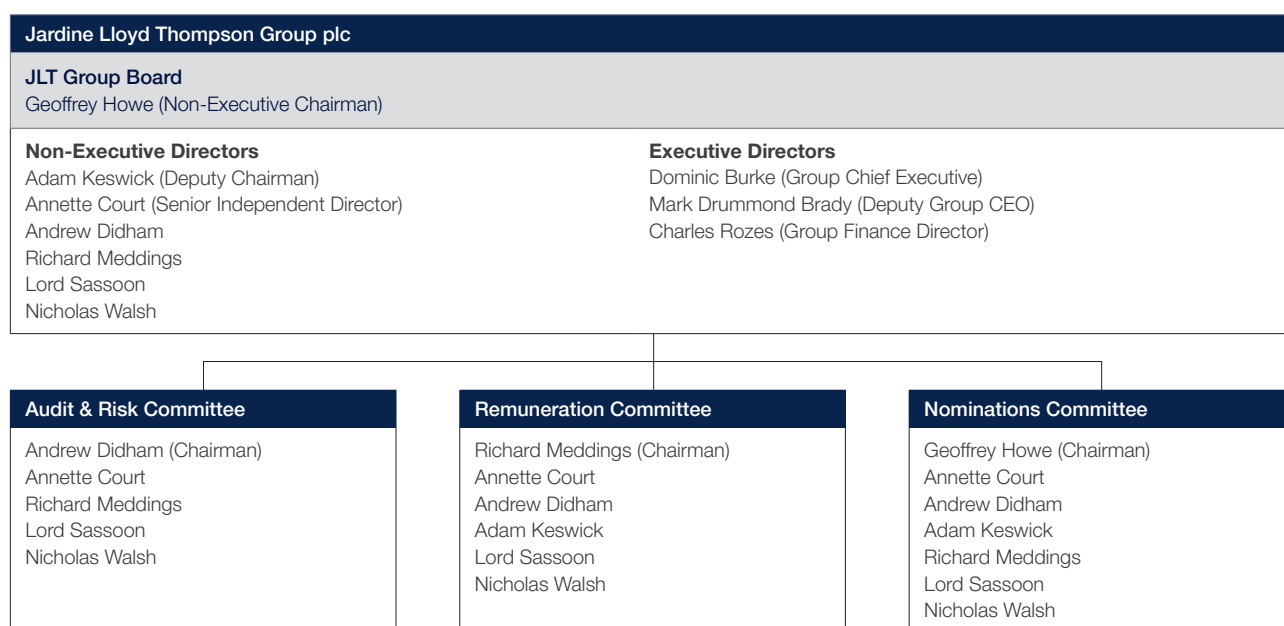 Jardine Lloyd Thompson Group plc
JLT Group Board
Geoffrey Howe (Non-Executive Chairman)
Non-Executive Directors
Adam Keswick (Deputy Chairman)
Annette Court (Senior Independent Director)
Andrew Didham
Richard Meddings
Lord Sassoon
Nicholas Walsh
Executive Directors
Dominic Burke (Group Chief Executive)
Mark Drummond Brady (Deputy Group CEO)
Charles Rozes (Group Finance Director)
Audit & Risk Committee
Andrew Didham (Chairman)
Annette Court
Richard Meddings
Lord Sassoon
Nicholas Walsh
Remuneration Committee
Richard Meddings (Chairman)
Annette Court
Andrew Didham
Adam Keswick
Lord Sassoon
Nicholas Walsh
Nominations Committee
Geoffrey Howe (Chairman)
Annette Court
Andrew Didham
Adam Keswick
Richard Meddings
Lord Sassoon
Nicholas Walsh